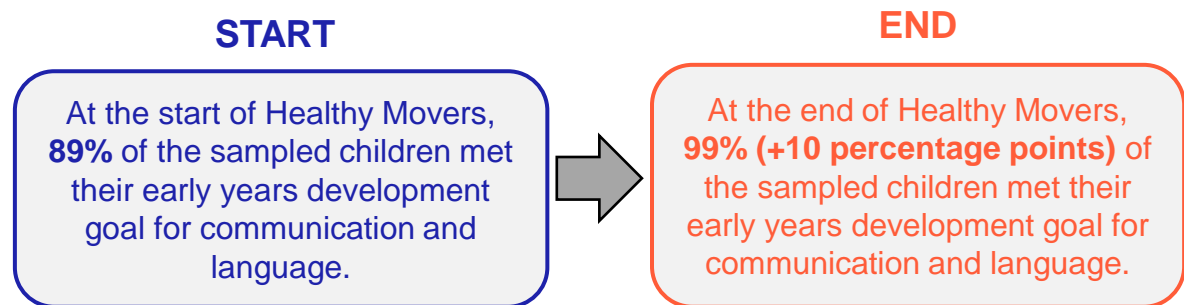 START
At the start of Healthy Movers,
89% of the sampled children met
their early years development
goal for communication and
language.
END
At the end of Healthy Movers,
99% (+10 percentage points) of
the sampled children met their
early years development goal for
communication and language.